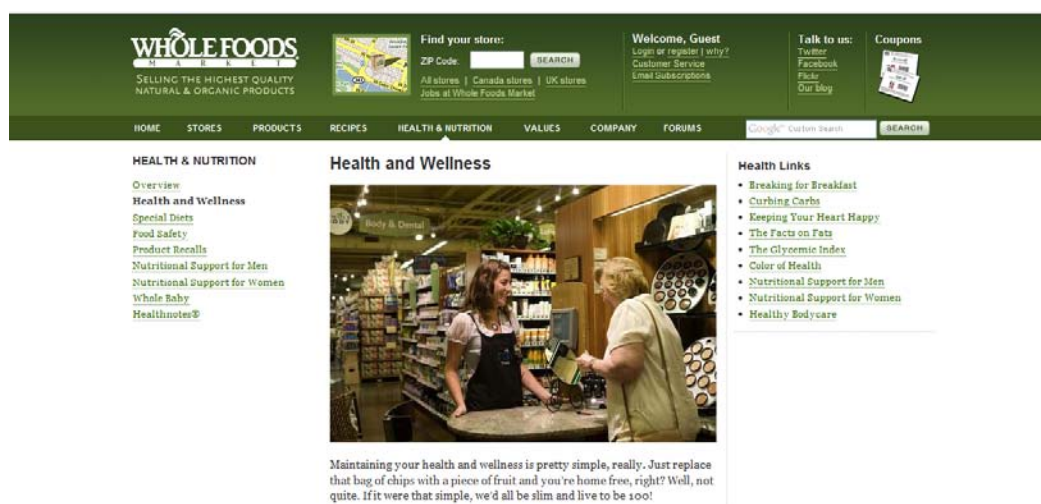 WHOLE FOODS
MARKET
SELLING THE HIGHEST QUALITY
NATURAL & ORGANIC PRODUCTS
Find your store:
ZIP Code: SEARCH
All stores | Canada stores | UK stores
Jobs at Whole Foods Market
Welcome, Guest
Login or register | why?
Customer Service
Email Subscriptions
Talk to us:
Twitter
Facebook
Flickr
Our blog
Coupons
HOME STORES PRODUCTS RECIPES HEALTH & NUTRITION VALUES COMPANY FORUMS
Google™ Custom Search SEARCH
HEALTH & NUTRITION
Overview
Health and Wellness
Special Diets
Food Safety
Product Recalls
Nutritional Support for Men
Nutritional Support for Women
Whole Baby
Healthnotes®
Health and Wellness
Body & Dental
Maintaining your health and wellness is pretty simple, really. Just replace
that bag of chips with a piece of fruit and you're home free, right? Well, not
quite. If it were that simple, we'd all be slim and live to be 100!
Health Links
• Breaking for Breakfast
• Curbing Carbs
• Keeping Your Heart Happy
• The Facts on Fats
• The Glycemic Index
• Color of Health
• Nutritional Support for Men
• Nutritional Support for Women
• Healthy Bodycare